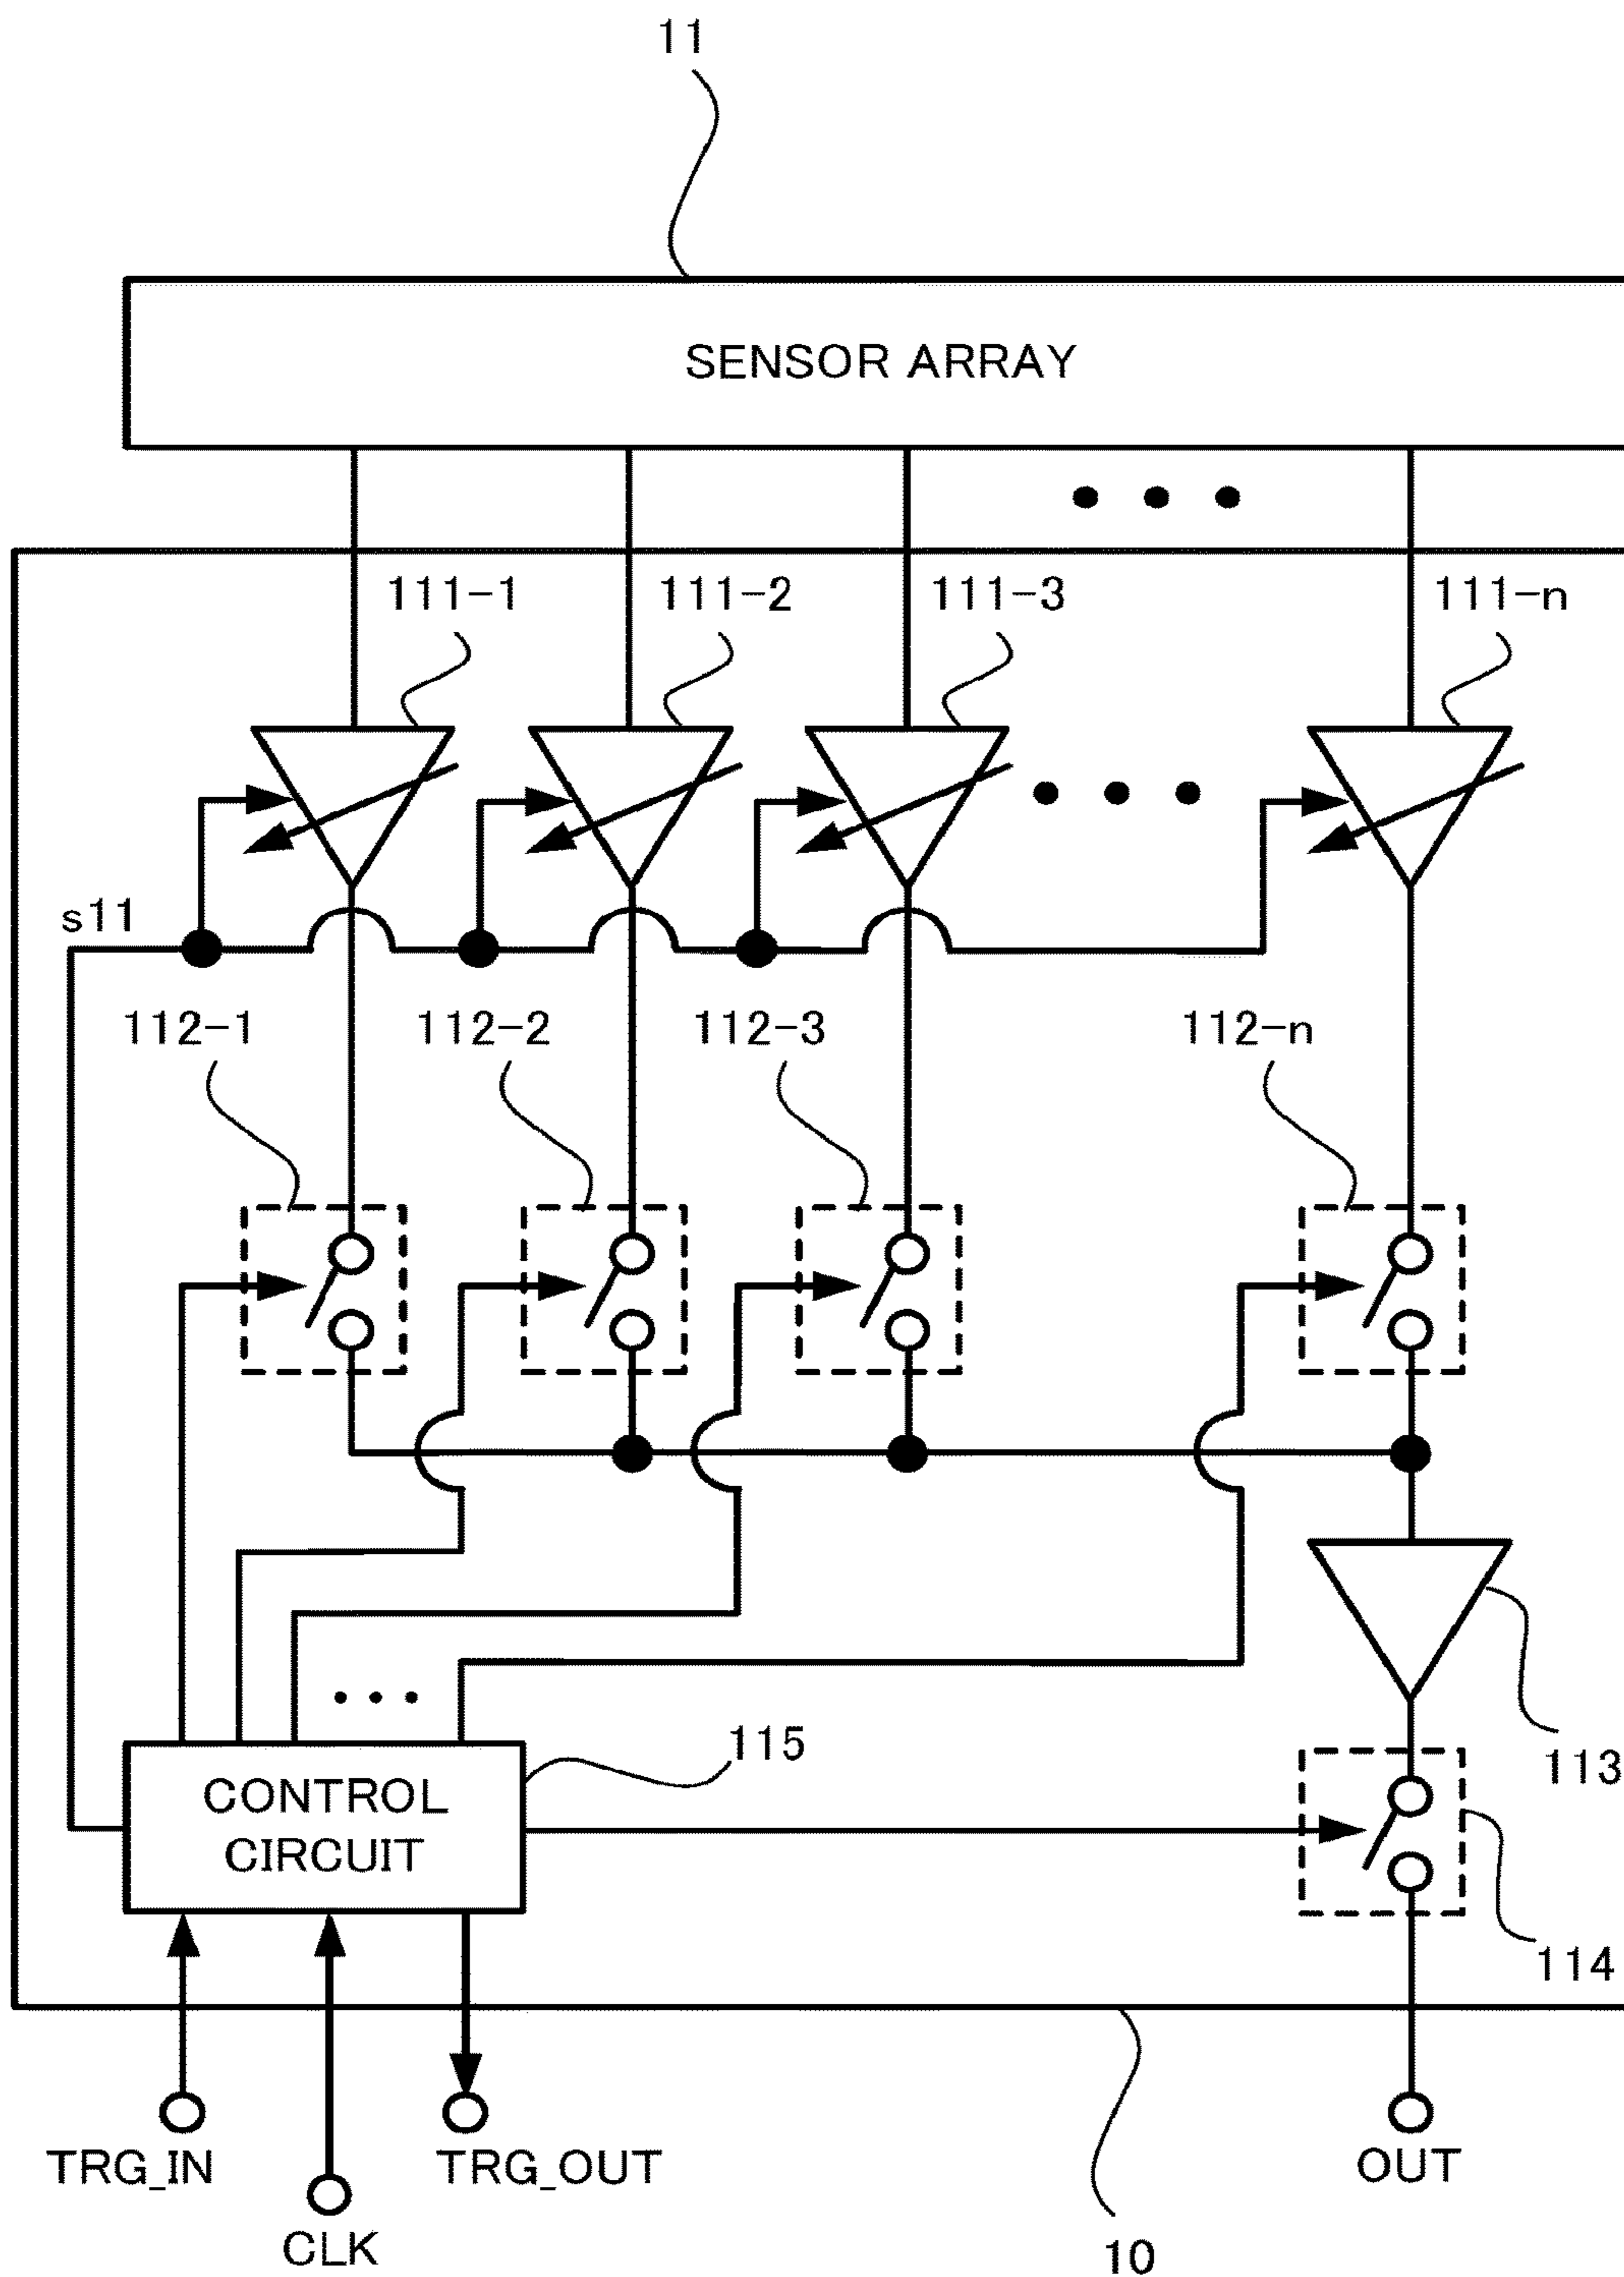 11
SENSOR ARRAY
111-1
111-2
111-3
111-n
s11
112-1
112-2
112-3
112-n
115
113
CONTROL
CIRCUIT
114
TRG_IN
TRG_OUT
OUT
CLK
10